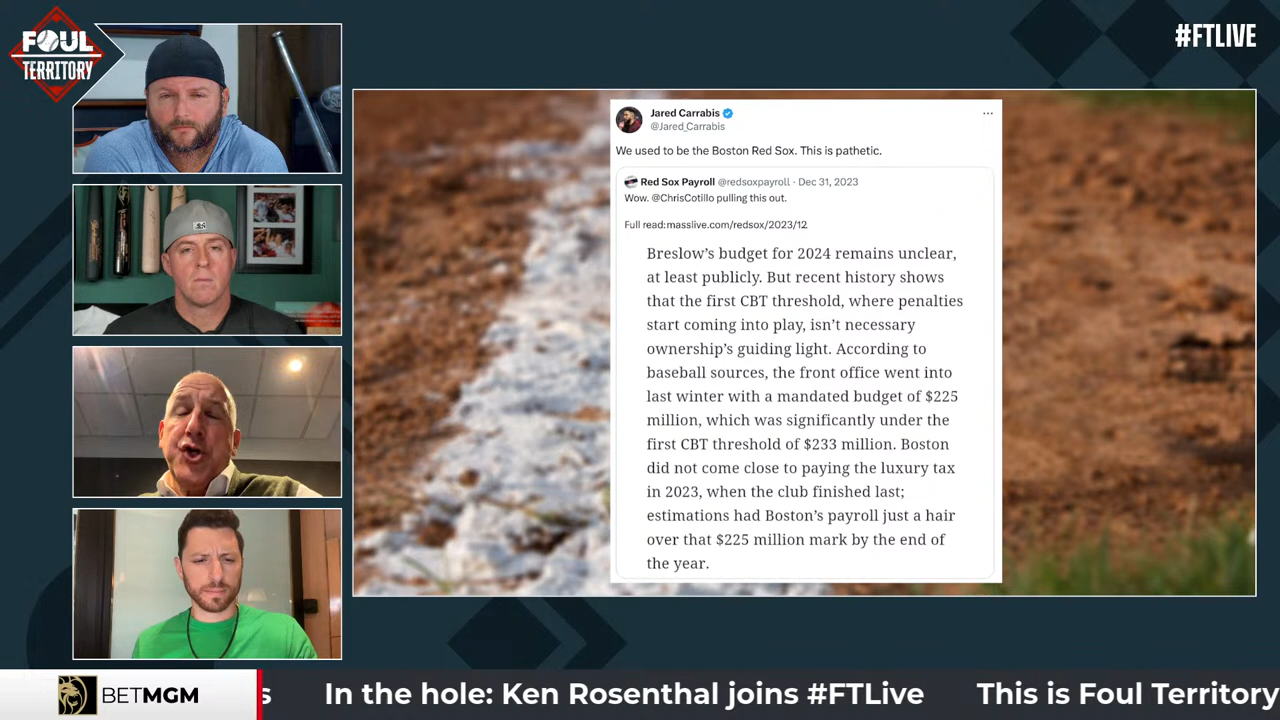 FOUL
TERRITORY
#FTLIVE
Jared Carrabis
@Jared_Carrabis
We used to be the Boston Red Sox. This is pathetic.
Red Sox Payroll @redsoxpayroll · Dec 31, 2023
Wow. @ChrisCotillo pulling this out.
Full read:masslive.com/redsox/2023/12
Breslow’s budget for 2024 remains unclear,
at least publicly. But recent history shows
that the first CBT threshold, where penalties
start coming into play, isn’t necessary
ownership’s guiding light. According to
baseball sources, the front office went into
last winter with a mandated budget of $225
million, which was significantly under the
first CBT threshold of $233 million. Boston
did not come close to paying the luxury tax
in 2023, when the club finished last;
estimations had Boston’s payroll just a hair
over that $225 million mark by the end of
the year.
BETMGM
s In the hole: Ken Rosenthal joins #FTLive This is Foul Territory